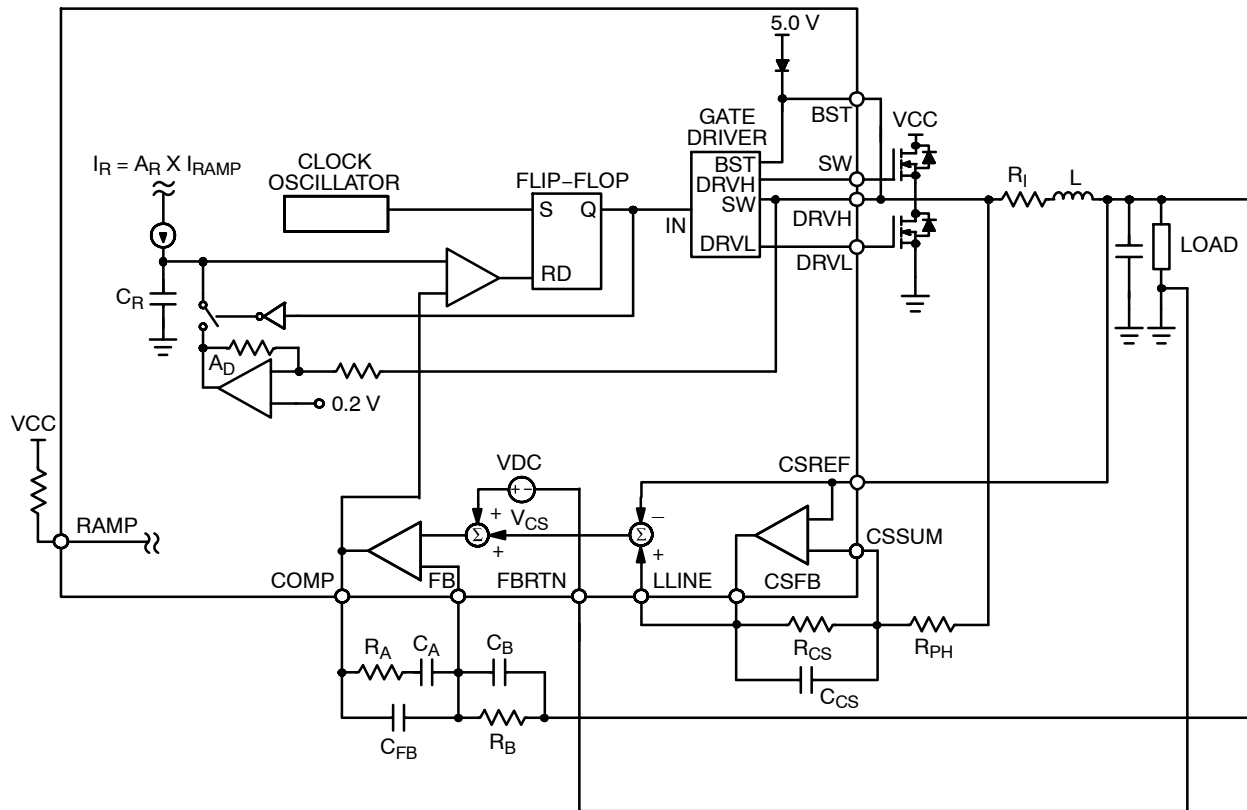 5.0 V
BST
VCC
GATE
DRIVER
BST
DRVH
SW
DRVL
IN
SW
DRVH
DRVL
I_R = A_R X I_RAMP
CLOCK
OSCILLATOR
FLIP–FLOP
S
Q
RD
R_I
L
LOAD
C_R
A_D
0.2 V
VCC
RAMP
VDC
+ −
V_CS
+
Σ
+
−
Σ
+
CSREF
CSSUM
CSFB
COMP
FB
FBRTN
LLINE
R_A
C_A
C_B
R_CS
R_PH
C_CS
C_FB
R_B